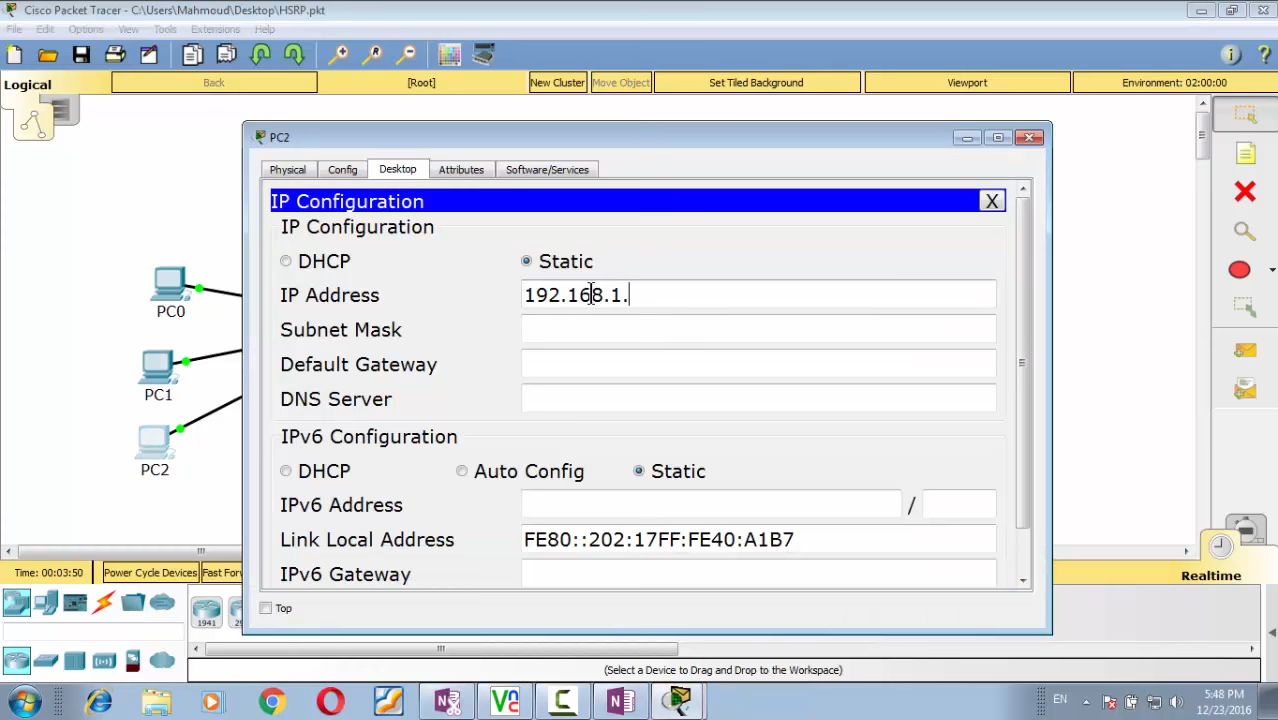 Cisco Packet Tracer - C:\Users\Mahmoud\Desktop\HSRP.pkt
File Edit Options View Tools Extensions Help
Logical Back [Root] New Cluster Move Object Set Tiled Background Viewport Environment: 02:00:00
PC2
Physical Config Desktop Attributes Software/Services
IP Configuration X
IP Configuration
DHCP Static
IP Address 192.168.1.
Subnet Mask
Default Gateway
DNS Server
IPv6 Configuration
DHCP Auto Config Static
IPv6 Address /
Link Local Address FE80::202:17FF:FE40:A1B7
IPv6 Gateway
Top
PC0
PC1
PC2
Time: 00:03:50 Power Cycle Devices Fast For
Realtime
1941
(Select a Device to Drag and Drop to the Workspace)
EN
5:48 PM
12/23/2016